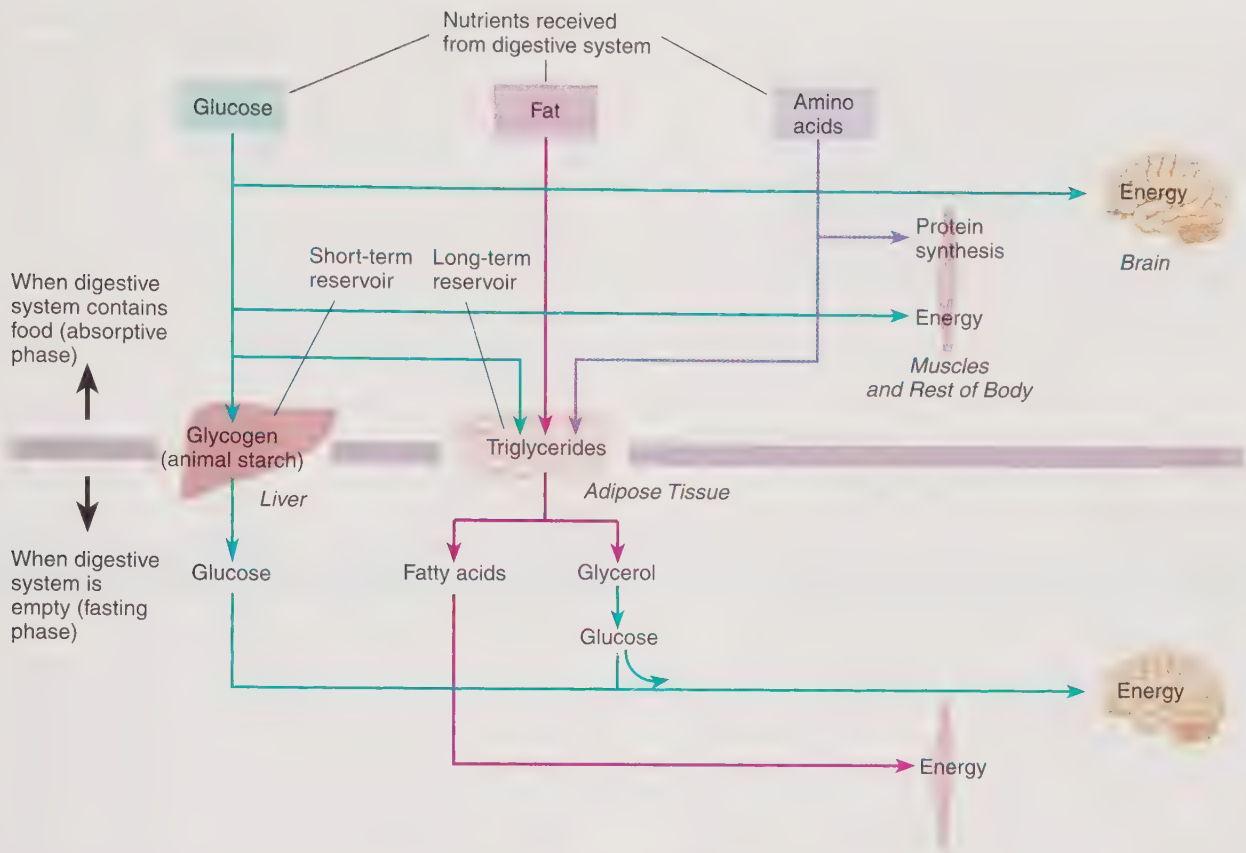 Nutrients received
from digestive system
Glucose
Fat
Amino
acids
Energy
Brain
Protein
synthesis
Short-term
reservoir
Long-term
reservoir
When digestive
system contains
food (absorptive
phase)
Energy
Muscles
and Rest of Body
Glycogen
(animal starch)
Liver
Triglycerides
Adipose Tissue
When digestive
system is
empty (fasting
phase)
Glucose
Fatty acids
Glycerol
Glucose
Energy
Energy